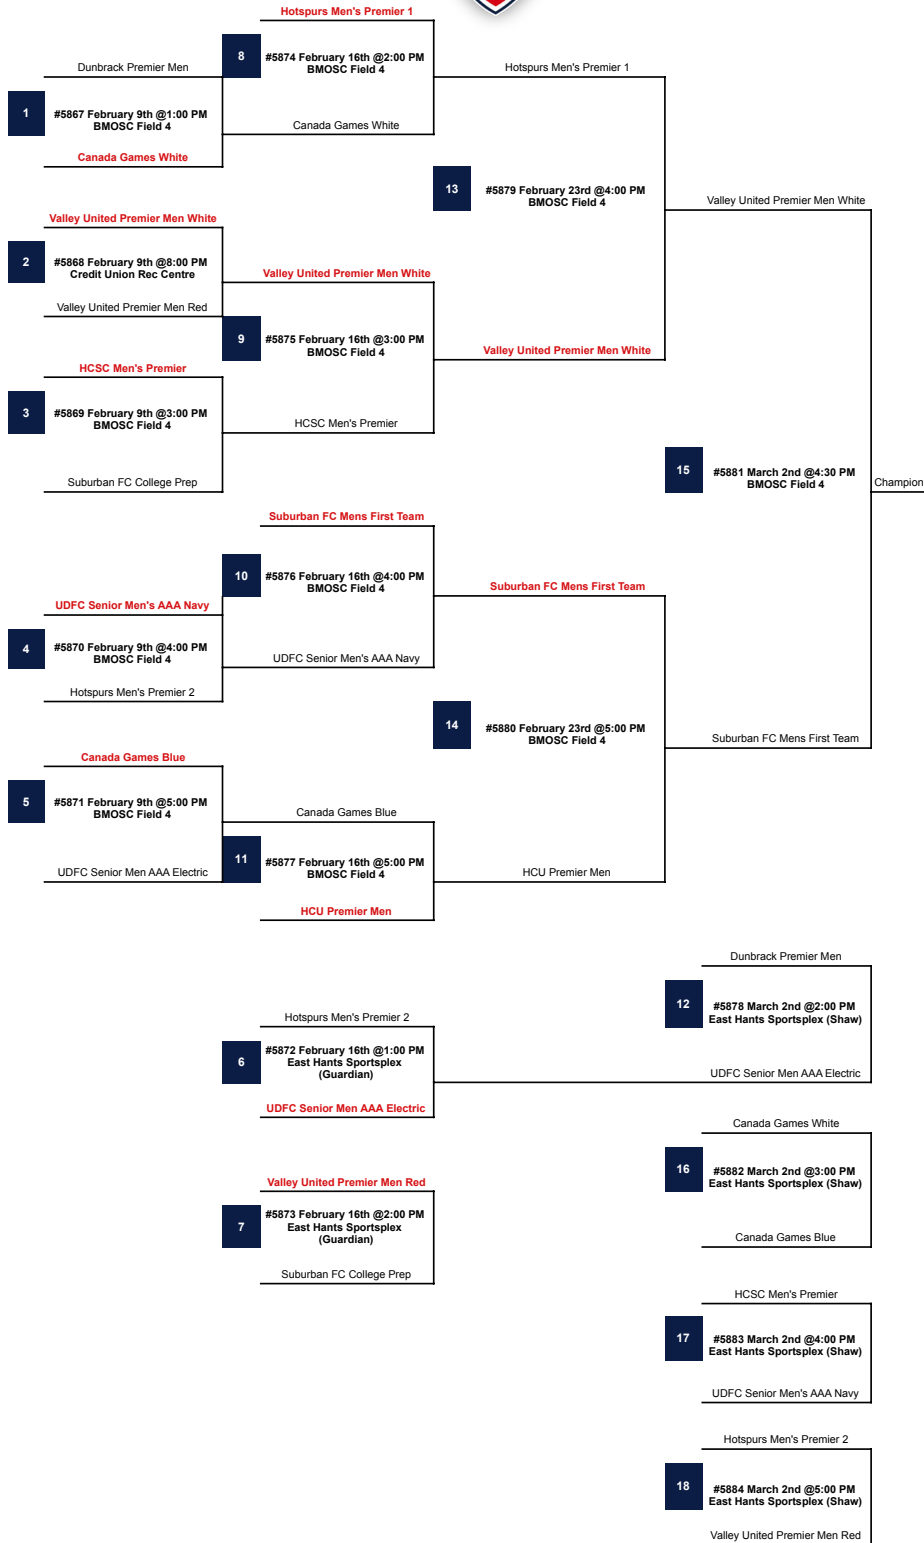 Hotspurs Men's Premier 1
8
#5874 February 16th @2:00 PM
BMOSC Field 4
Dunbrack Premier Men
Hotspurs Men's Premier 1
1
#5867 February 9th @1:00 PM
BMOSC Field 4
Canada Games White
Canada Games White
13
#5879 February 23rd @4:00 PM
BMOSC Field 4
Valley United Premier Men White
Valley United Premier Men White
2
#5868 February 9th @8:00 PM
Credit Union Rec Centre
Valley United Premier Men White
Valley United Premier Men Red
9
#5875 February 16th @3:00 PM
BMOSC Field 4
Valley United Premier Men White
HCSC Men's Premier
3
#5869 February 9th @3:00 PM
BMOSC Field 4
HCSC Men's Premier
15
#5881 March 2nd @4:30 PM
BMOSC Field 4
Champion
Suburban FC College Prep
Suburban FC Mens First Team
10
#5876 February 16th @4:00 PM
BMOSC Field 4
Suburban FC Mens First Team
UDFC Senior Men's AAA Navy
4
#5870 February 9th @4:00 PM
BMOSC Field 4
UDFC Senior Men's AAA Navy
Hotspurs Men's Premier 2
14
#5880 February 23rd @5:00 PM
BMOSC Field 4
Suburban FC Mens First Team
Canada Games Blue
5
#5871 February 9th @5:00 PM
BMOSC Field 4
Canada Games Blue
11
#5877 February 16th @5:00 PM
BMOSC Field 4
UDFC Senior Men AAA Electric
HCU Premier Men
HCU Premier Men
Dunbrack Premier Men
12
#5878 March 2nd @2:00 PM
East Hants Sportsplex (Shaw)
Hotspurs Men's Premier 2
6
#5872 February 16th @1:00 PM
East Hants Sportsplex
(Guardian)
UDFC Senior Men AAA Electric
UDFC Senior Men AAA Electric
Canada Games White
16
#5882 March 2nd @3:00 PM
East Hants Sportsplex (Shaw)
Valley United Premier Men Red
7
#5873 February 16th @2:00 PM
East Hants Sportsplex
(Guardian)
Canada Games Blue
Suburban FC College Prep
HCSC Men's Premier
17
#5883 March 2nd @4:00 PM
East Hants Sportsplex (Shaw)
UDFC Senior Men's AAA Navy
Hotspurs Men's Premier 2
18
#5884 March 2nd @5:00 PM
East Hants Sportsplex (Shaw)
Valley United Premier Men Red